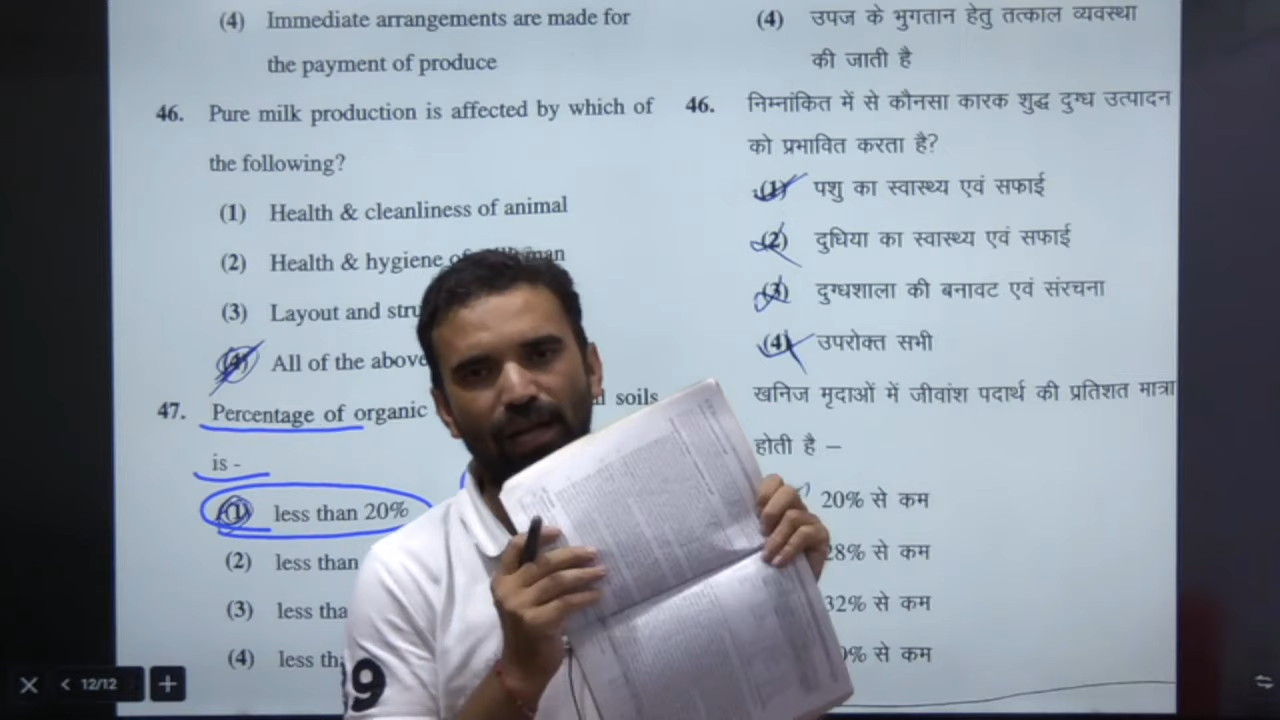 (4) Immediate arrangements are made for
the payment of produce
46. Pure milk production is affected by which of
the following?
(1) Health & cleanliness of animal
(2) Health & hygiene
(3) Layout and
(4) All of the above
47. Percentage of organic soils
is -
(1) less than 20%
(2) less than
(3) less
(4) less
(4) उपज के भुगतान हेतु तत्काल व्यवस्था
की जाती है
46. निम्नांकित में से कौनसा कारक शुद्ध दुग्ध उत्पादन
को प्रभावित करता है?
(1) पशु का स्वास्थ्य एवं सफाई
(2) दुधिया का स्वास्थ्य एवं सफाई
(3) दुग्धशाला की बनावट एवं संरचना
(4) उपरोक्त सभी
खनिज मृदाओं में जीवांश पदार्थ की प्रतिशत मात्रा
होती है –
20% से कम
28% से कम
32% से कम
0% से कम
12/12
9